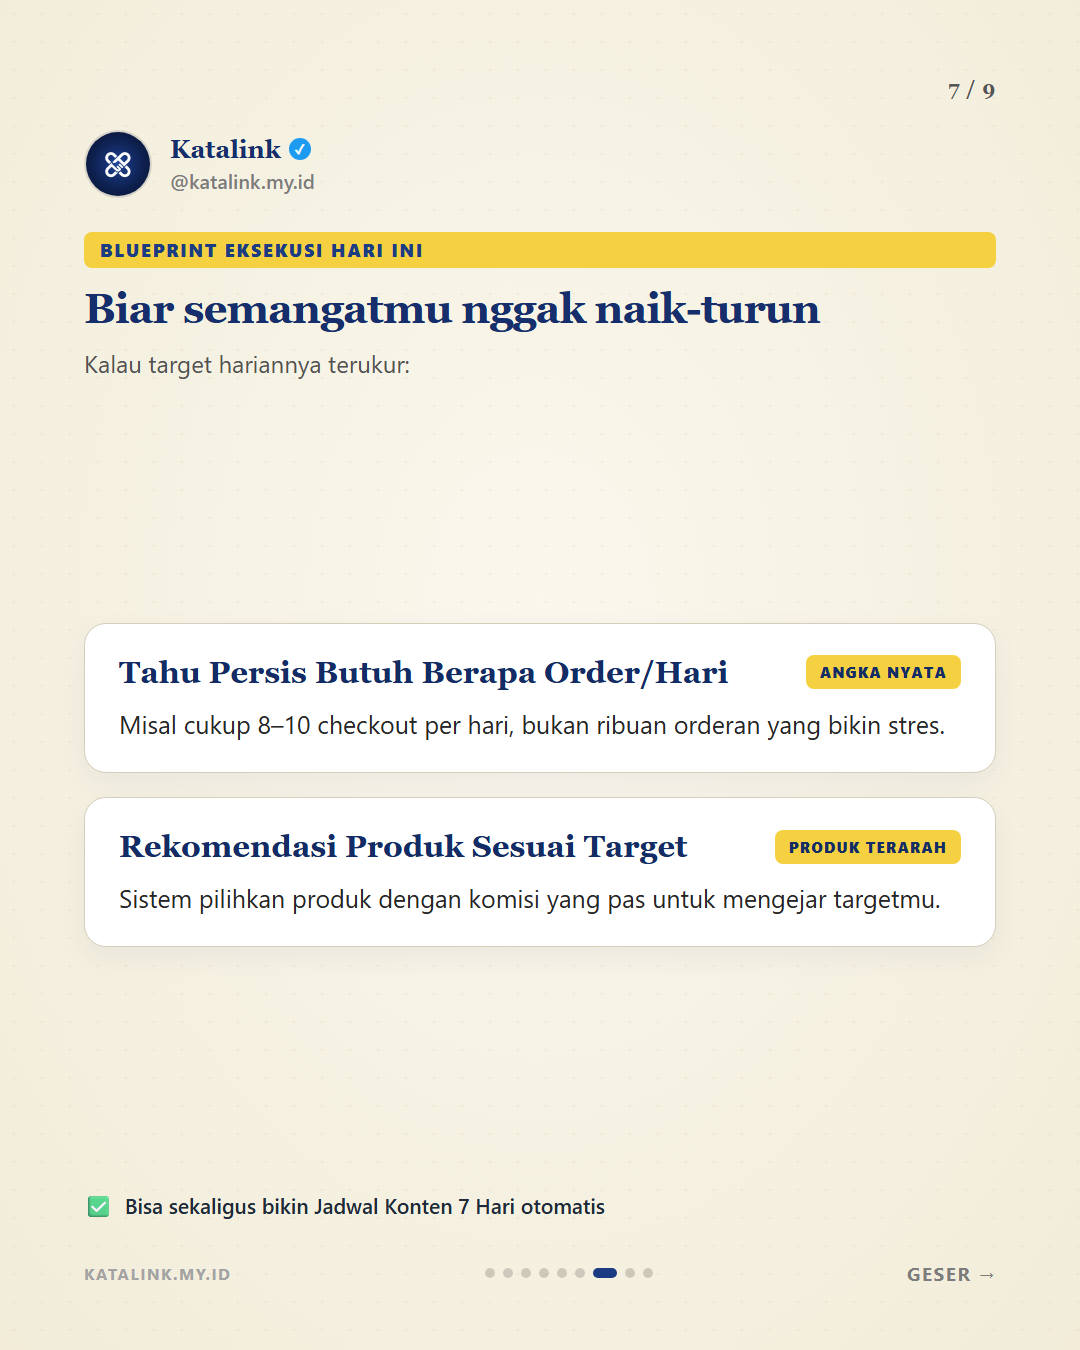 7 / 9
Katalink
@katalink.my.id
BLUEPRINT EKSEKUSI HARI INI
Biar semangatmu nggak naik-turun
Kalau target hariannya terukur:
Tahu Persis Butuh Berapa Order/Hari
ANGKA NYATA
Misal cukup 8–10 checkout per hari, bukan ribuan orderan yang bikin stres.
Rekomendasi Produk Sesuai Target
PRODUK TERARAH
Sistem pilihkan produk dengan komisi yang pas untuk mengejar targetmu.
✅ Bisa sekaligus bikin Jadwal Konten 7 Hari otomatis
KATALINK.MY.ID
GESER →